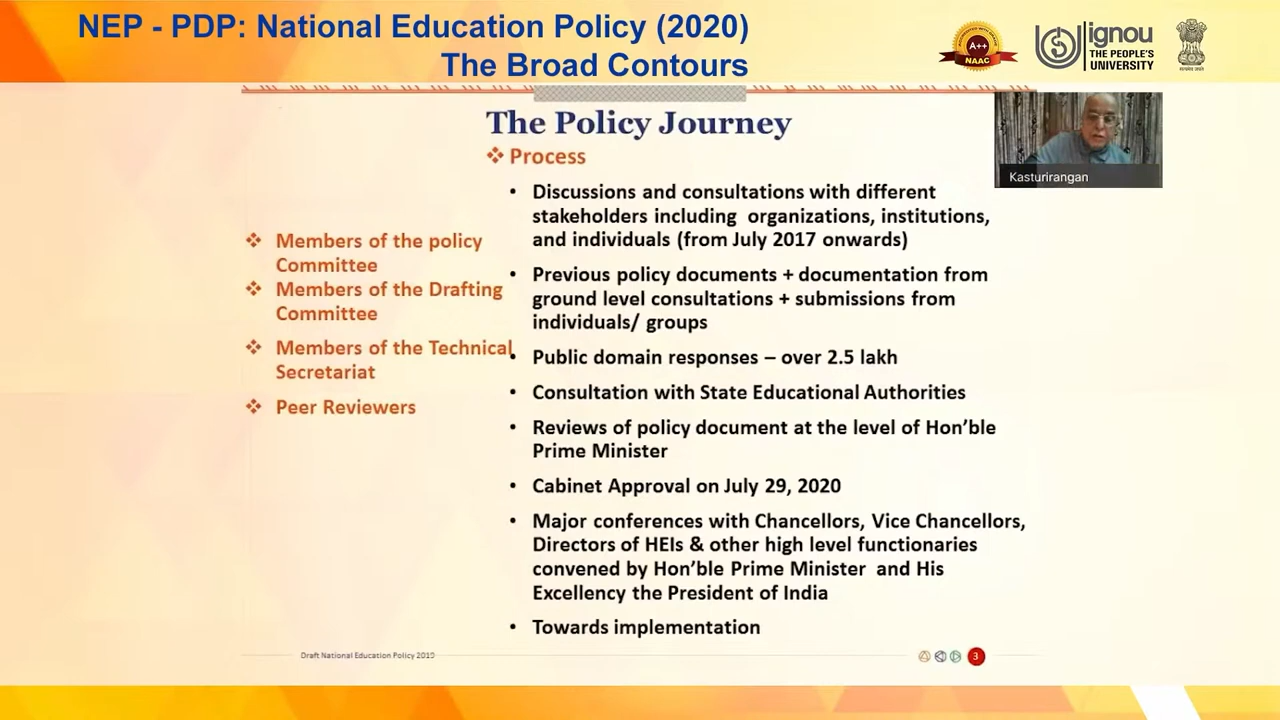 NEP - PDP: National Education Policy (2020)
The Broad Contours
A++
NAAC
ignou
THE PEOPLE'S
UNIVERSITY
The Policy Journey
Kasturirangan
Members of the policy
Committee
Members of the Drafting
Committee
Members of the Technical
Secretariat
Peer Reviewers
Process
• Discussions and consultations with different
stakeholders including organizations, institutions,
and individuals (from July 2017 onwards)
• Previous policy documents + documentation from
ground level consultations + submissions from
individuals/ groups
• Public domain responses – over 2.5 lakh
• Consultation with State Educational Authorities
• Reviews of policy document at the level of Hon'ble
Prime Minister
• Cabinet Approval on July 29, 2020
• Major conferences with Chancellors, Vice Chancellors,
Directors of HEIs & other high level functionaries
convened by Hon'ble Prime Minister and His
Excellency the President of India
• Towards implementation
Draft National Education Policy 2019
3